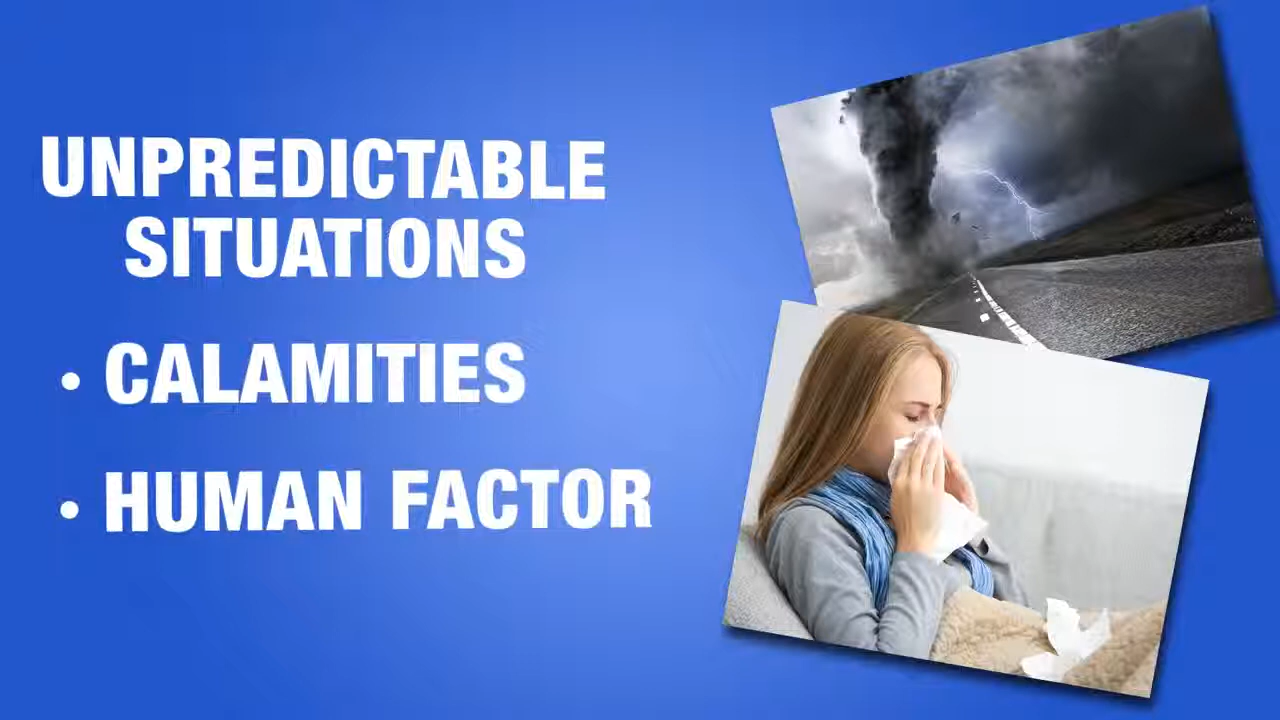 UNPREDICTABLE
SITUATIONS
• CALAMITIES
• HUMAN FACTOR